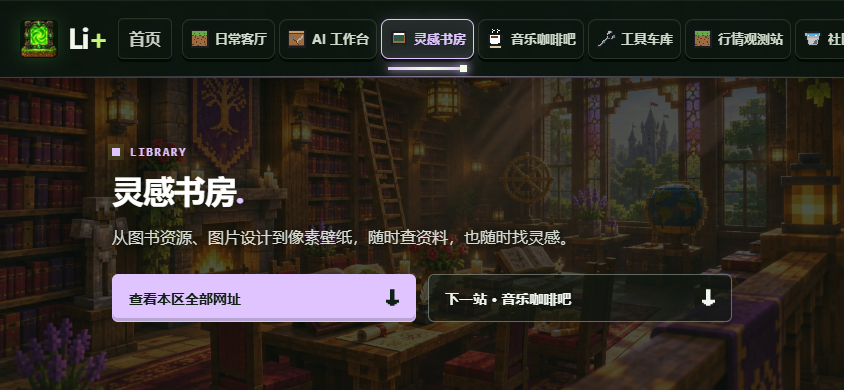 Li+
首页
日常客厅
AI 工作台
灵感书房
音乐咖啡吧
工具车库
行情观测站
LIBRARY
灵感书房.
从图书资源、图片设计到像素壁纸，随时查资料，也随时找灵感。
查看本区全部网址
下一站 • 音乐咖啡吧